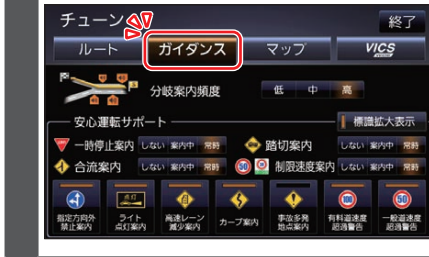 チューン 終了
ルート ガイダンス マップ VICS
分岐案内頻度 低 中 高
安心運転サポート 標識拡大表示
一時停止案内 しない 案内中 常時 踏切案内 しない 案内中 常時
合流案内 しない 案内中 常時 50 制限速度案内 しない 案内中 常時
点灯 100 50
指定方向外 ライト 高速レーン カーブ案内 事故多発 有料道速度 一般道速度
禁止案内 点灯案内 減少案内 地点案内 超過警告 超過警告